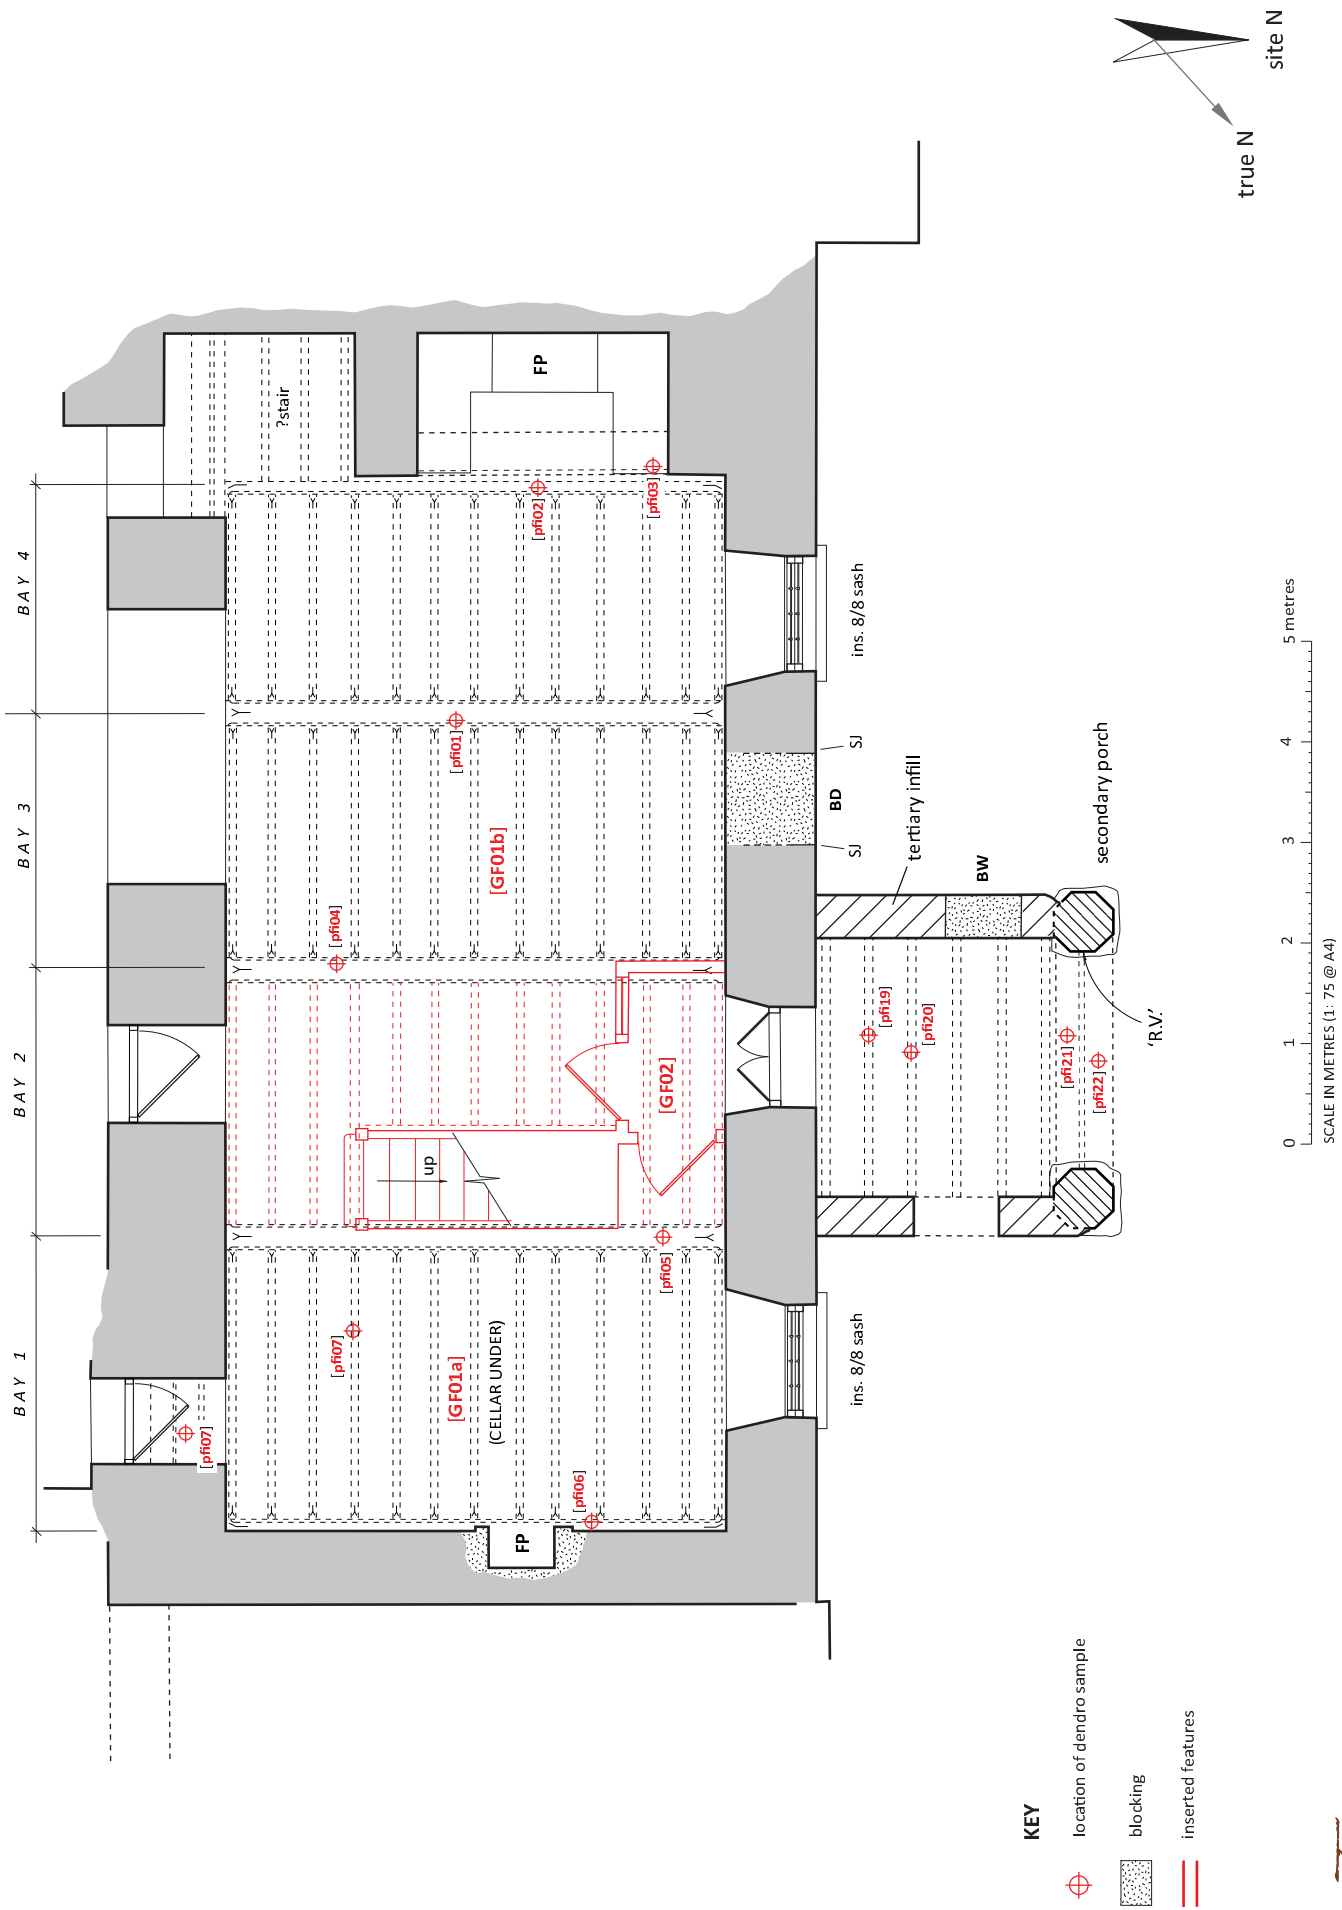 BAY 1
BAY 2
BAY 3
BAY 4
site N
true N
?stair
FP
[pfi03]
[pfi02]
[pfi01]
[GF01b]
[pfi04]
[GF02]
up
[pfi05]
[pfi07]
[GF01a]
(CELLAR UNDER)
[pfi07]
[pfi06]
FP
ins. 8/8 sash
SJ
BD
SJ
tertiary infill
BW
secondary porch
[pfi19]
[pfi20]
[pfi21]
[pfi22]
'R.V.'
ins. 8/8 sash
0 1 2 3 4 5 metres
SCALE IN METRES (1: 75 @ A4)
KEY
location of dendro sample
blocking
inserted features